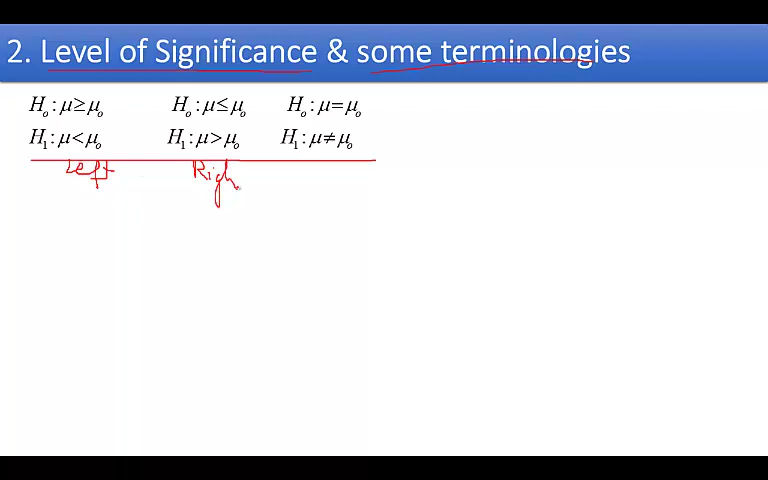 2. Level of Significance & some terminologies
Hₒ : μ ≥ μₒ Hₒ : μ ≤ μₒ Hₒ : μ = μₒ
H₁ : μ < μₒ H₁ : μ > μₒ H₁ : μ ≠ μₒ
Left Righ